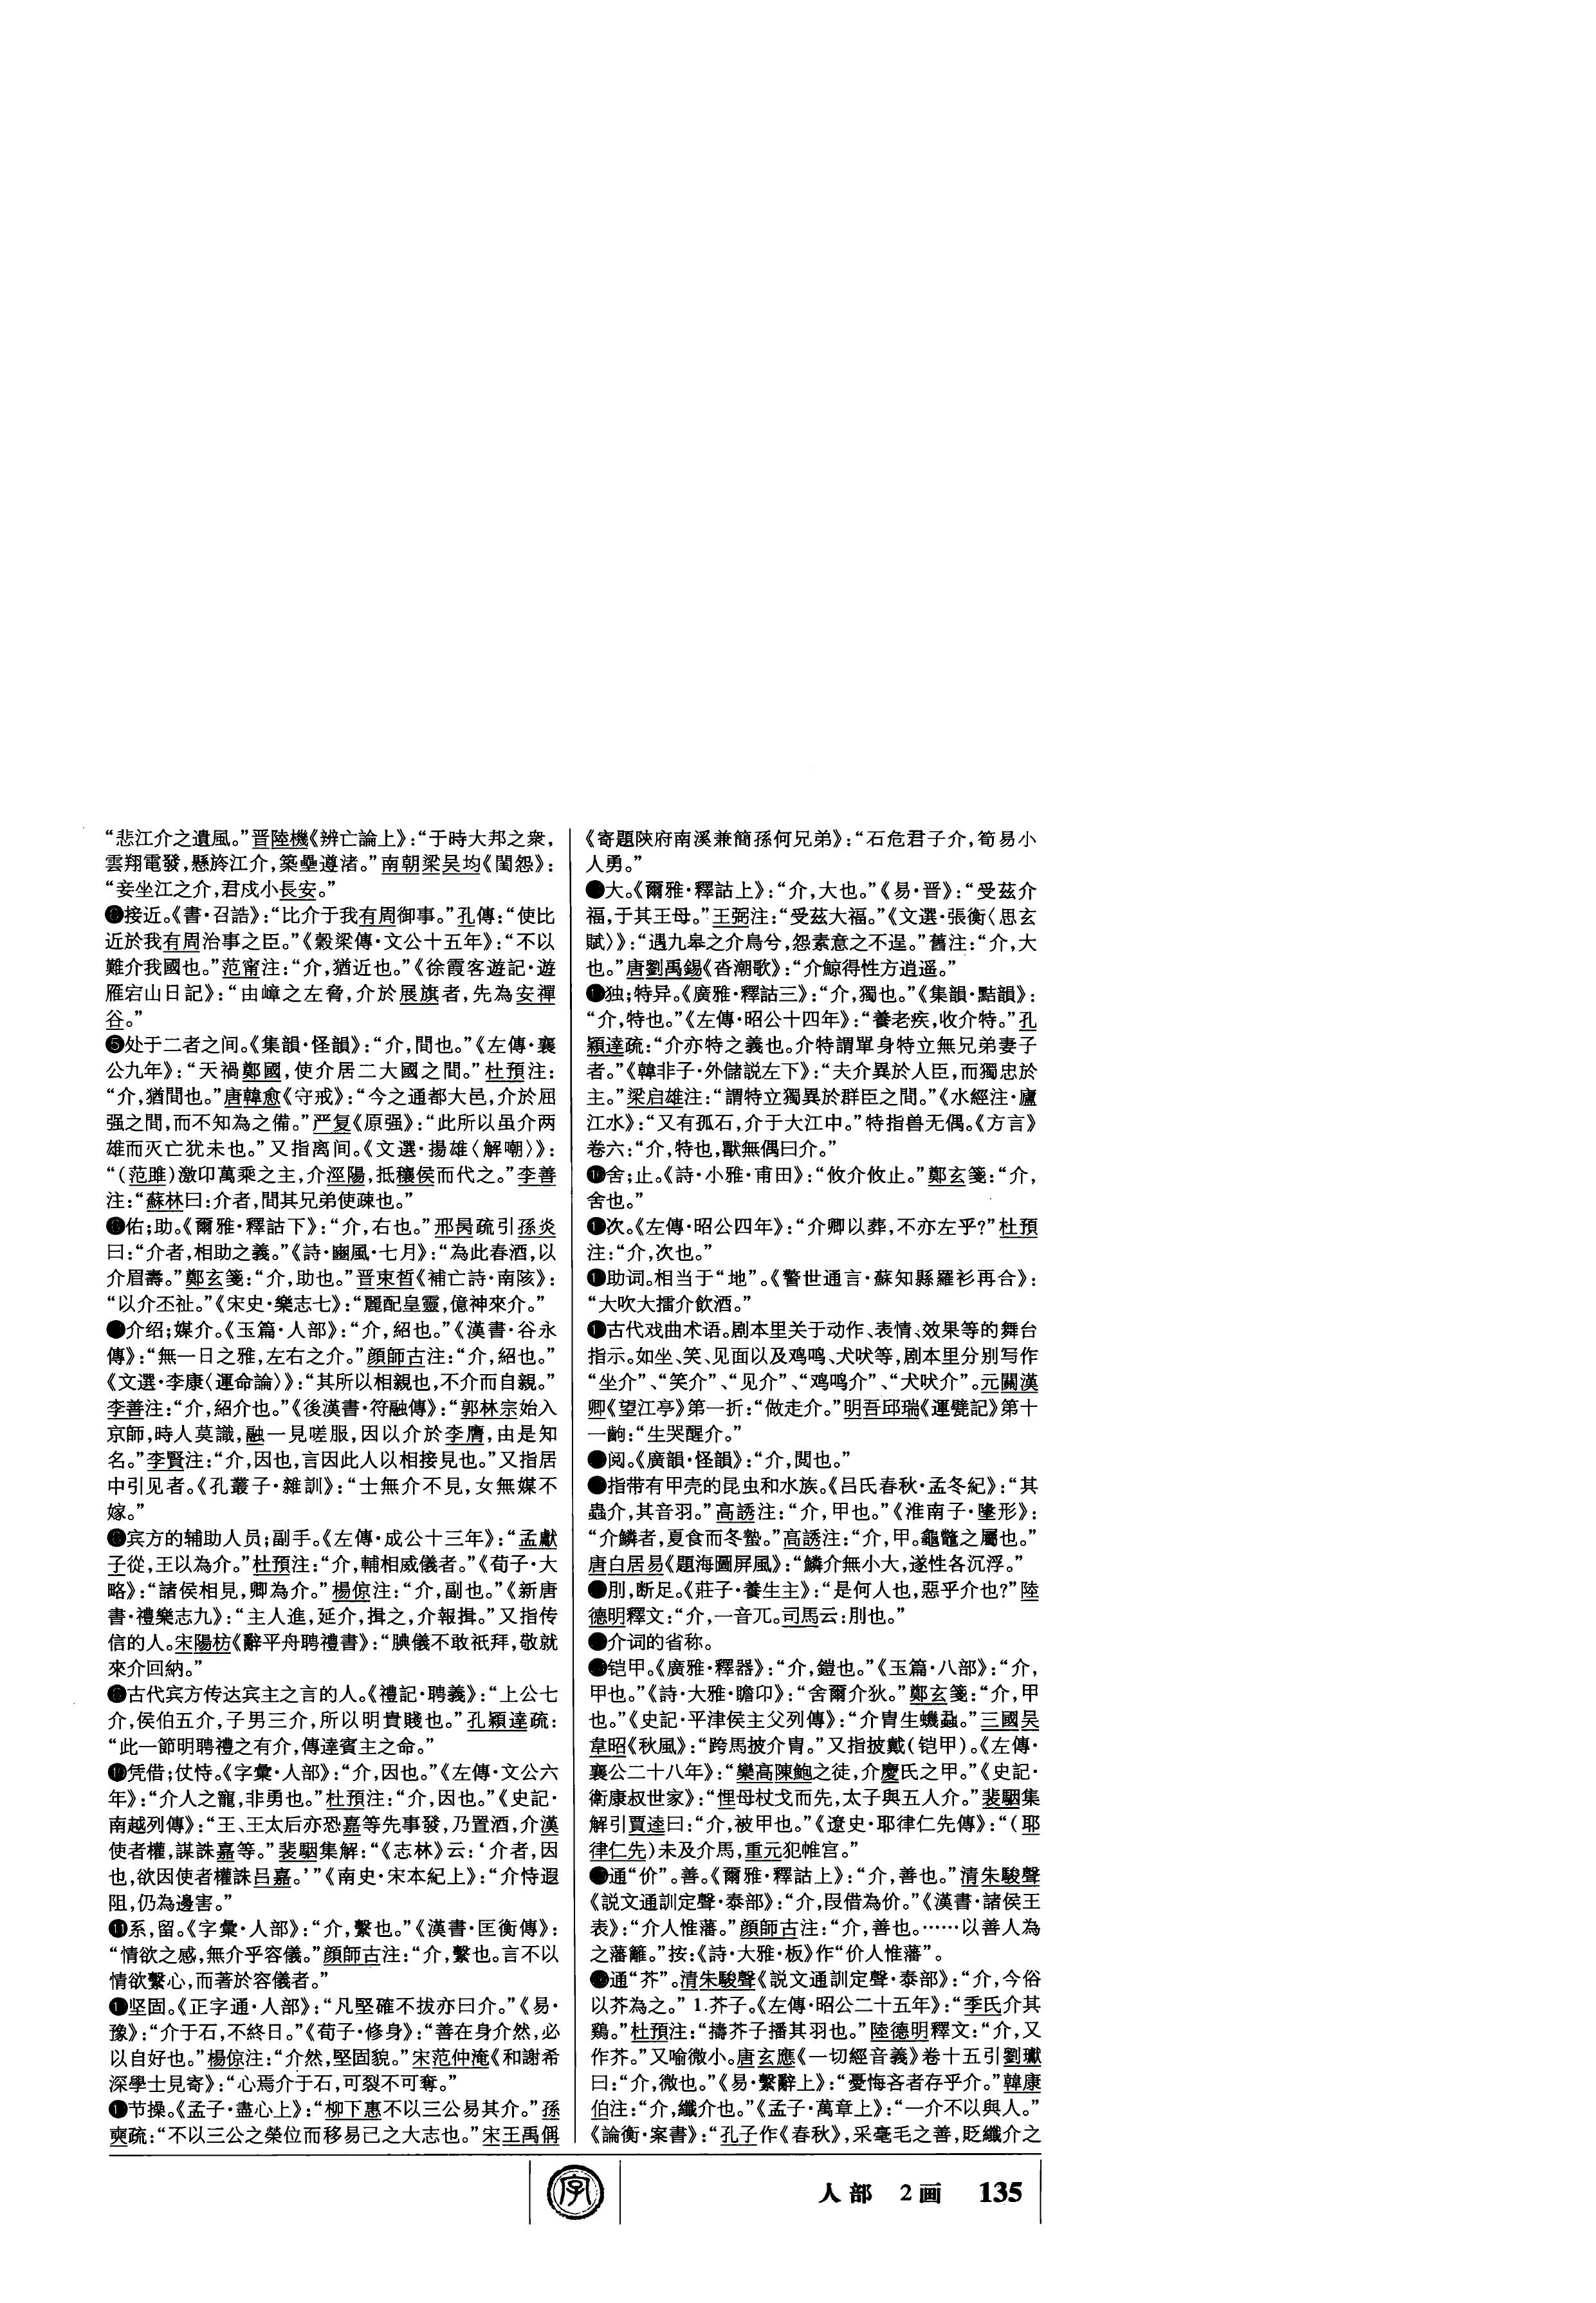 “悲江介之遺風。”晋陸機《辨亡論上》：“于時大邦之衆，
雲翔電發，懸旍江介，築壘遵渚。”南朝梁吴均《閨怨》：
“妾坐江之介，君戍小長安。”
接近。《書·召誥》：“比介于我有周御事。”孔傳：“使比
近於我有周治事之臣。”《穀梁傳·文公十五年》：“不以
難介我國也。”范甯注：“介，猶近也。”《徐霞客遊記·遊
雁宕山日記》：“由嶂之左脅，介於展旗者，先為安禪
谷。”
❺处于二者之间。《集韻·怪韻》：“介，間也。”《左傳·襄
公九年》：“天禍鄭國，使介居二大國之間。”杜預注：
“介，猶間也。”唐韓愈《守戒》：“今之通都大邑，介於屈
强之間，而不知為之備。”严复《原强》：“此所以虽介两
雄而灭亡犹未也。”又指离间。《文選·揚雄〈解嘲〉》：
“（范雎）激卬萬乘之主，介涇陽，抵穰侯而代之。”李善
注：“蘇林曰：介者，間其兄弟使疎也。”
佑；助。《爾雅·釋詁下》：“介，右也。”邢昺疏引孫炎
曰：“介者，相助之義。”《詩·豳風·七月》：“為此春酒，以
介眉壽。”鄭玄箋：“介，助也。”晋束晳《補亡詩·南陔》：
“以介丕祉。”《宋史·樂志七》：“麗配皇靈，億神來介。”
●介绍；媒介。《玉篇·人部》：“介，紹也。”《漢書·谷永
傳》：“無一日之雅，左右之介。”顔師古注：“介，紹也。”
《文選·李康〈運命論〉》：“其所以相親也，不介而自親。”
李善注：“介，紹介也。”《後漢書·符融傳》：“郭林宗始入
京師，時人莫識，融一見嗟服，因以介於李膺，由是知
名。”李賢注：“介，因也，言因此人以相接見也。”又指居
中引见者。《孔叢子·雜訓》：“士無介不見，女無媒不
嫁。”
宾方的辅助人员；副手。《左傳·成公十三年》：“孟獻
子從，王以為介。”杜預注：“介，輔相威儀者。”《荀子·大
略》：“諸侯相見，卿為介。”楊倞注：“介，副也。”《新唐
書·禮樂志九》：“主人進，延介，揖之，介報揖。”又指传
信的人。宋陽枋《辭平舟聘禮書》：“腆儀不敢祇拜，敬就
來介回納。”
古代宾方传达宾主之言的人。《禮記·聘義》：“上公七
介，侯伯五介，子男三介，所以明貴賤也。”孔穎達疏：
“此一節明聘禮之有介，傳達賓主之命。”
❿凭借；仗恃。《字彙·人部》：“介，因也。”《左傳·文公六
年》：“介人之寵，非勇也。”杜預注：“介，因也。”《史記·
南越列傳》：“王、王太后亦恐嘉等先事發，乃置酒，介漢
使者權，謀誅嘉等。”裴駰集解：“《志林》云：‘介者，因
也，欲因使者權誅吕嘉。’”《南史·宋本紀上》：“介恃遐
阻，仍為邊害。”
⓫系，留。《字彙·人部》：“介，繫也。”《漢書·匡衡傳》：
“情欲之感，無介乎容儀。”顔師古注：“介，繫也。言不以
情欲繫心，而著於容儀者。”
坚固。《正字通·人部》：“凡堅確不拔亦曰介。”《易·
豫》：“介于石，不終日。”《荀子·修身》：“善在身介然，必
以自好也。”楊倞注：“介然，堅固貌。”宋范仲淹《和謝希
深學士見寄》：“心焉介于石，可裂不可奪。”
节操。《孟子·盡心上》：“柳下惠不以三公易其介。”孫
奭疏：“不以三公之榮位而移易己之大志也。”宋王禹偁
《寄題陝府南溪兼簡孫何兄弟》：“石危君子介，筍易小
人勇。”
●大。《爾雅·釋詁上》：“介，大也。”《易·晋》：“受茲介
福，于其王母。”王弼注：“受茲大福。”《文選·張衡〈思玄
賦〉》：“遇九皋之介鳥兮，怨素意之不逞。”舊注：“介，大
也。”唐劉禹錫《沓潮歌》：“介鯨得性方逍遥。”
独；特异。《廣雅·釋詁三》：“介，獨也。”《集韻·黠韻》：
“介，特也。”《左傳·昭公十四年》：“養老疾，收介特。”孔
穎達疏：“介亦特之義也。介特謂單身特立無兄弟妻子
者。”《韓非子·外儲説左下》：“夫介異於人臣，而獨忠於
主。”梁启雄注：“謂特立獨異於群臣之間。”《水經注·廬
江水》：“又有孤石，介于大江中。”特指兽无偶。《方言》
卷六：“介，特也，獸無偶曰介。”
舍；止。《詩·小雅·甫田》：“攸介攸止。”鄭玄箋：“介，
舍也。”
次。《左傳·昭公四年》：“介卿以葬，不亦左乎？”杜預
注：“介，次也。”
助词。相当于“地”。《警世通言·蘇知縣羅衫再合》：
“大吹大擂介飲酒。”
古代戏曲术语。剧本里关于动作、表情、效果等的舞台
指示。如坐、笑、见面以及鸡鸣、犬吠等，剧本里分别写作
“坐介”、“笑介”、“见介”、“鸡鸣介”、“犬吠介”。元關漢
卿《望江亭》第一折：“做走介。”明吾邱瑞《運甓記》第十
一齣：“生哭醒介。”
●阅。《廣韻·怪韻》：“介，閲也。”
●指带有甲壳的昆虫和水族。《吕氏春秋·孟冬紀》：“其
蟲介，其音羽。”高誘注：“介，甲也。”《淮南子·墬形》：
“介鱗者，夏食而冬蟄。”高誘注：“介，甲。龜鼈之屬也。”
唐白居易《題海圖屏風》：“鱗介無小大，遂性各沉浮。”
●刖，断足。《莊子·養生主》：“是何人也，惡乎介也？”陸
德明釋文：“介，一音兀。司馬云：刖也。”
●介词的省称。
●铠甲。《廣雅·釋器》：“介，鎧也。”《玉篇·八部》：“介，
甲也。”《詩·大雅·瞻卬》：“舍爾介狄。”鄭玄箋：“介，甲
也。”《史記·平津侯主父列傳》：“介胄生蟣蝨。”三國吴
韋昭《秋風》：“跨馬披介胄。”又指披戴（铠甲）。《左傳·
襄公二十八年》：“欒高陳鮑之徒，介慶氏之甲。”《史記·
衛康叔世家》：“悝母杖戈而先，太子與五人介。”裴駰集
解引賈逵曰：“介，被甲也。”《遼史·耶律仁先傳》：“（耶
律仁先）未及介馬，重元犯帷宫。”
●通“价”。善。《爾雅·釋詁上》：“介，善也。”清朱駿聲
《説文通訓定聲·泰部》：“介，叚借為价。”《漢書·諸侯王
表》：“介人惟藩。”顔師古注：“介，善也。……以善人為
之藩籬。”按：《詩·大雅·板》作“价人惟藩”。
●通“芥”。清朱駿聲《説文通訓定聲·泰部》：“介，今俗
以芥為之。”1.芥子。《左傳·昭公二十五年》：“季氏介其
鷄。”杜預注：“擣芥子播其羽也。”陸德明釋文：“介，又
作芥。”又喻微小。唐玄應《一切經音義》卷十五引劉瓛
曰：“介，微也。”《易·繫辭上》：“憂悔吝者存乎介。”韓康
伯注：“介，纖介也。”《孟子·萬章上》：“一介不以與人。”
《論衡·案書》：“孔子作《春秋》，采毫毛之善，貶纖介之
字
人部 2画 135